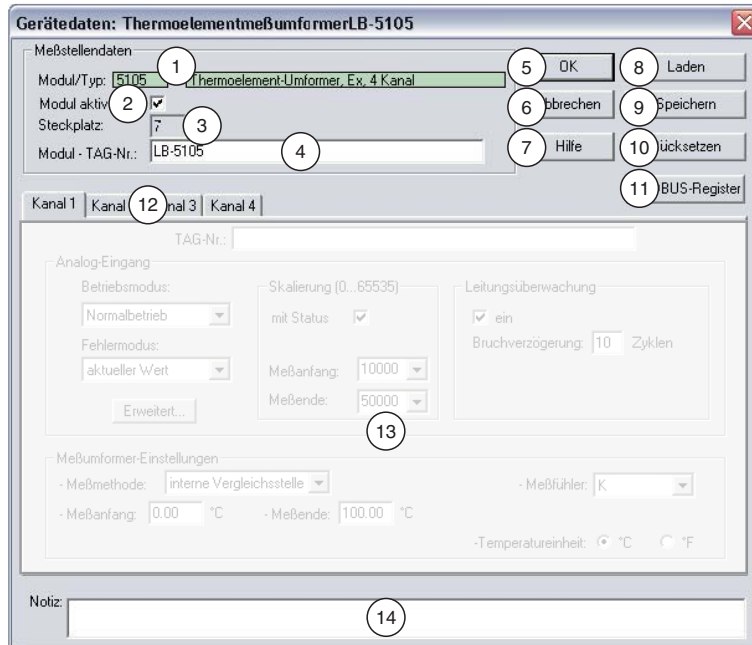 Gerätedaten: ThermoelementmeßumformerLB-5105
Meßstellendaten
Modul/Typ: 5105 1 Thermoelement-Umformer, Ex, 4 Kanal
Modul aktiv 2
Steckplatz: 7 3
Modul - TAG-Nr.: LB-5105 4
5 OK
6 bbrechen
7 Hilfe
8 Laden
9 Speichern
10 ücksetzen
11 BUS-Register
Kanal 1 Kanal 12 nal 3 Kanal 4
TAG-Nr.:
Analog-Eingang
Betriebsmodus:
Normalbetrieb
Fehlermodus:
aktueller Wert
Erweitert...
Skalierung (0...65535)
mit Status
Meßanfang: 10000
Meßende: 50000
13
Leitungsüberwachung
ein
Bruchverzögerung: 10 Zyklen
Meßumformer-Einstellungen
- Meßmethode: interne Vergleichsstelle
- Meßfühler: K
- Meßanfang: 0.00 °C - Meßende: 100.00 °C
-Temperatureinheit: °C °F
Notiz:
14